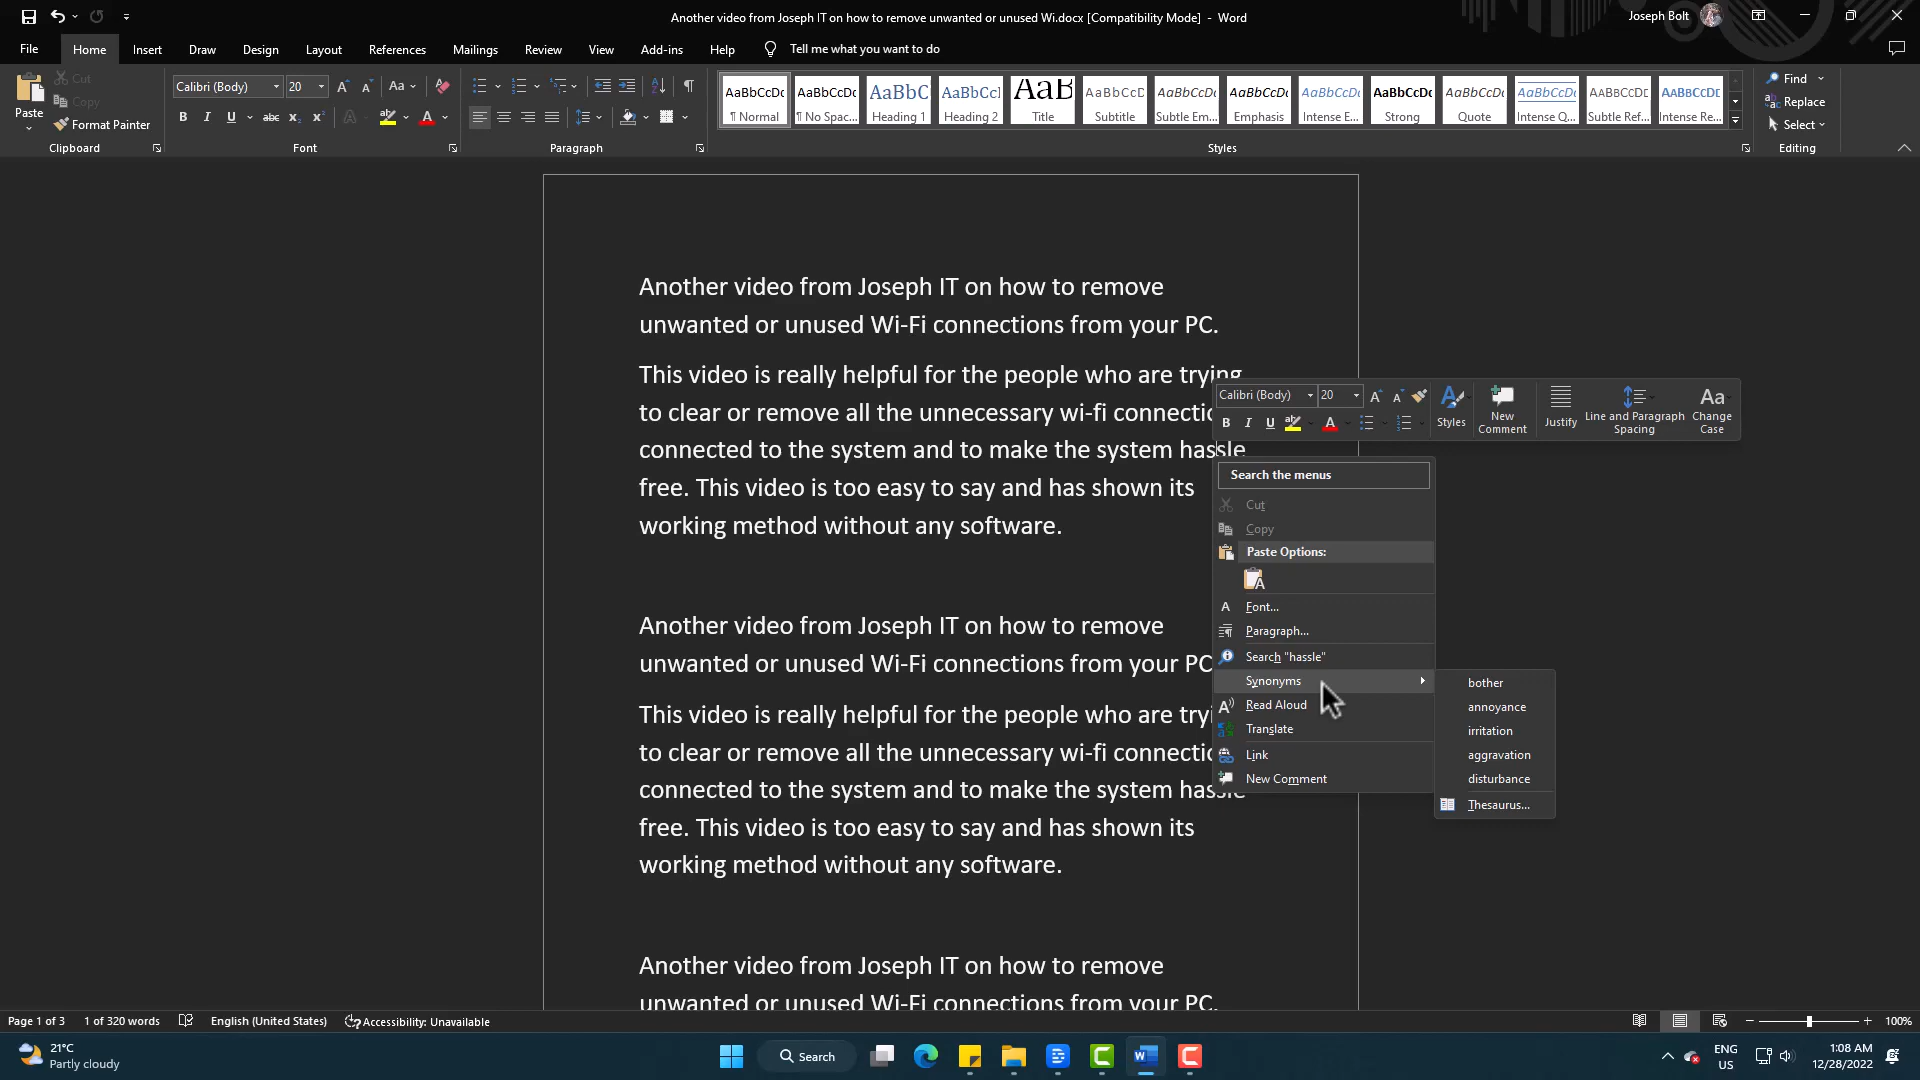 Another video from Joseph IT on how to remove unwanted or unused Wi.docx [Compatibility Mode] - Word
Joseph Bolt
File Home Insert Draw Design Layout References Mailings Review View Add-ins Help Tell me what you want to do
Paste
Cut
Copy
Format Painter
Clipboard
Calibri (Body) 20
Font
Paragraph
AaBbCcDc AaBbCcDc AaBbC AaBbCcI AaB AaBbCcD AaBbCcDc AaBbCcDc AaBbCcDc AaBbCcDc AaBbCcDc AaBbCcDc AABBCCDE AABBCCDE
¶ Normal ¶ No Spac... Heading 1 Heading 2 Title Subtitle Subtle Em... Emphasis Intense E... Strong Quote Intense Q... Subtle Ref... Intense Re...
Styles
Find
Replace
Select
Editing
Another video from Joseph IT on how to remove
unwanted or unused Wi-Fi connections from your PC.
This video is really helpful for the people who are trying
to clear or remove all the unnecessary wi-fi connectio
connected to the system and to make the system hassle
free. This video is too easy to say and has shown its
working method without any software.
Another video from Joseph IT on how to remove
unwanted or unused Wi-Fi connections from your PC
This video is really helpful for the people who are tryi
to clear or remove all the unnecessary wi-fi connectio
connected to the system and to make the system hassle
free. This video is too easy to say and has shown its
working method without any software.
Another video from Joseph IT on how to remove
unwanted or unused Wi-Fi connections from your PC.
Calibri (Body) 20
B I U
Styles
New Comment
Justify
Line and Paragraph Spacing
Change Case
Search the menus
Cut
Copy
Paste Options:
Font...
Paragraph...
Search "hassle"
Synonyms
Read Aloud
Translate
Link
New Comment
bother
annoyance
irritation
aggravation
disturbance
Thesaurus...
Page 1 of 3 1 of 320 words English (United States) Accessibility: Unavailable 100%
21°C
Partly cloudy
Search
ENG
US
1:08 AM
12/28/2022